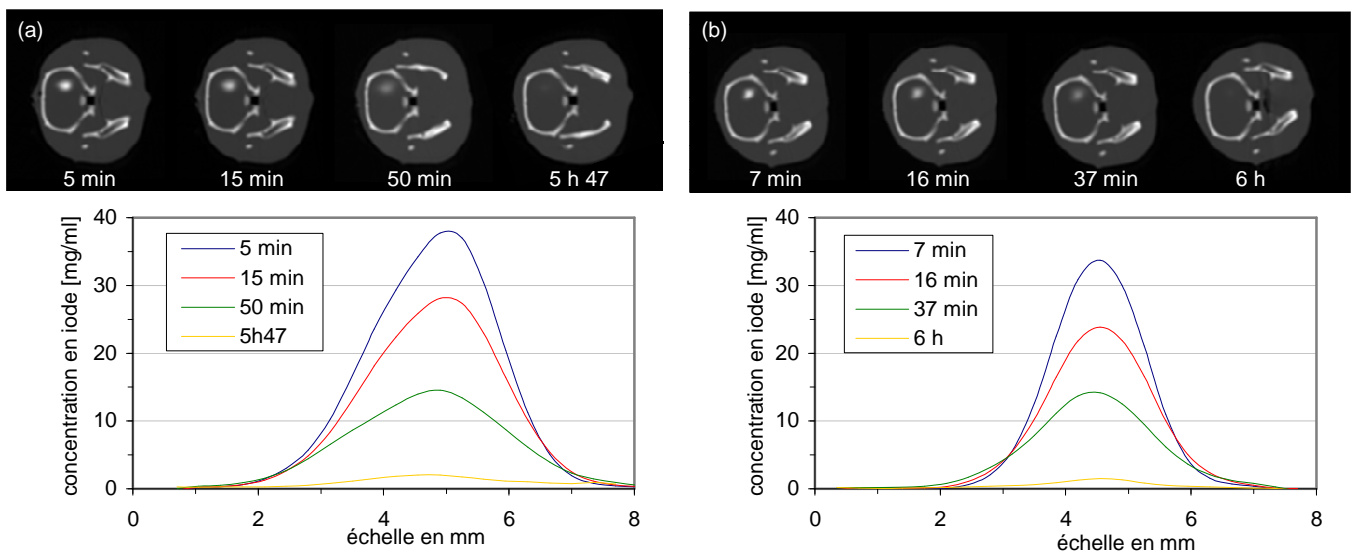 (a)
5 min
15 min
50 min
5 h 47
concentration en iode [mg/ml]
40
30
20
10
0
5 min
15 min
50 min
5h47
0
2
4
6
8
échelle en mm
(b)
7 min
16 min
37 min
6 h
concentration en iode [mg/ml]
40
30
20
10
0
7 min
16 min
37 min
6 h
0
2
4
6
8
échelle en mm